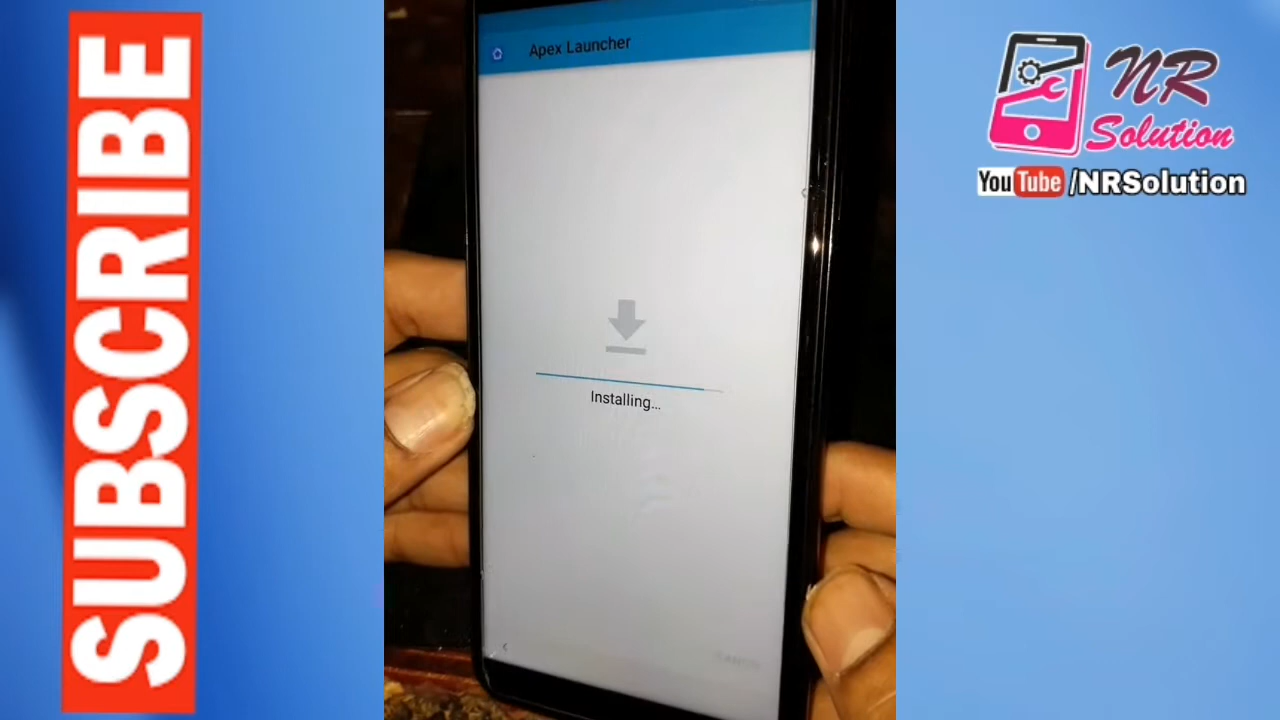 SUBSCRIBE
Apex Launcher
Installing...
NR
Solution
YouTube /NRSolution